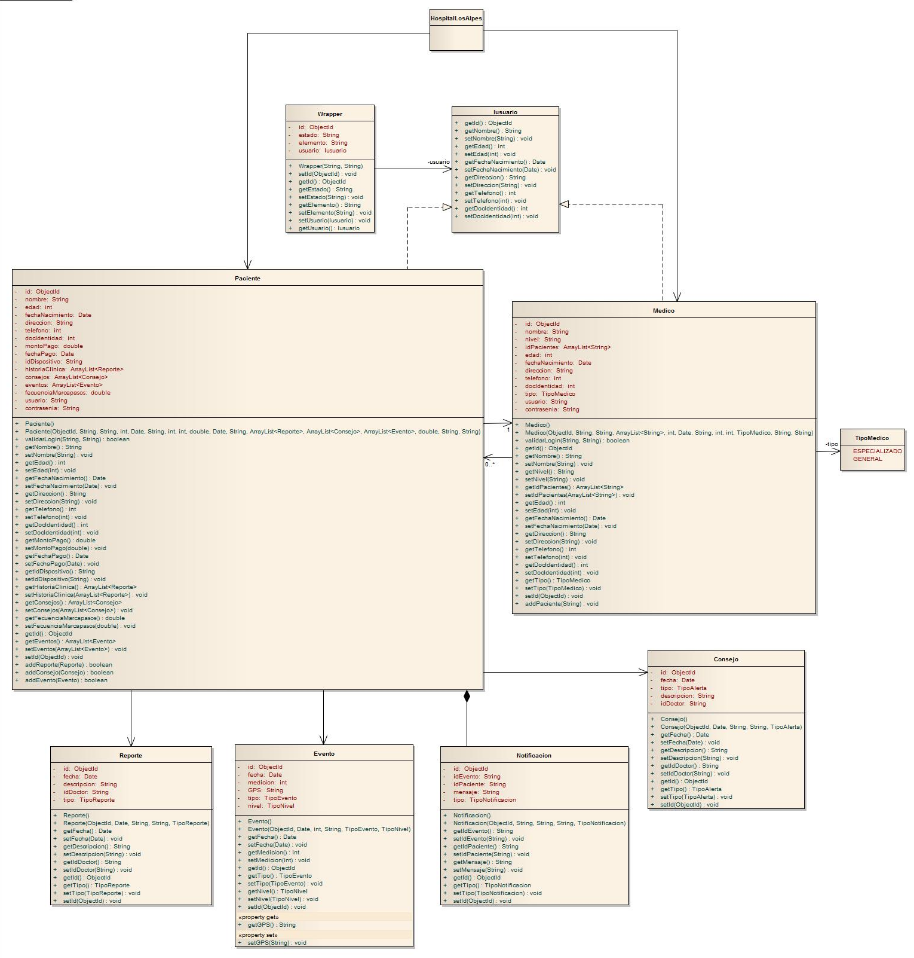 HospitalLosAlpes
Wrapper
- id: ObjectId
- estado: String
- elemento: String
- usuario: Iusuario
+ Wrapper(String, String)
+ setId(ObjectId) : void
+ getId() : ObjectId
+ getEstado() : String
+ setEstado(String) : void
+ getElemento() : String
+ setElemento(String) : void
+ setUsuario(Iusuario) : void
+ getUsuario() : Iusuario
-usuario
Iusuario
+ getId() : ObjectId
+ getNombre() : String
+ setNombre(String) : void
+ getEdad() : int
+ setEdad(int) : void
+ getFechaNacimiento() : Date
+ setFechaNacimiento(Date) : void
+ getDireccion() : String
+ setDireccion(String) : void
+ getTelefono() : int
+ setTelefono(int) : void
+ getDocIdentidad() : int
+ setDocIdentidad(int) : void
Paciente
- id: ObjectId
- nombre: String
- edad: int
- fechaNacimiento: Date
- direccion: String
- telefono: int
- docIdentidad: int
- montoPago: double
- fechaPago: Date
- idDispositivo: String
- historiaClinica: ArrayList<Reporte>
- consejos: ArrayList<Consejo>
- eventos: ArrayList<Evento>
- fecuenciaMarcapasos: double
- usuario: String
- contrasenia: String
+ Paciente()
+ Paciente(ObjectId, String, String, int, Date, String, int, int, double, Date, String, ArrayList<Reporte>, ArrayList<Consejo>, ArrayList<Evento>, double, String, String)
+ validarLogin(String, String) : boolean
+ getNombre() : String
+ setNombre(String) : void
+ getEdad() : int
+ setEdad(int) : void
+ getFechaNacimiento() : Date
+ setFechaNacimiento(Date) : void
+ getDireccion() : String
+ setDireccion(String) : void
+ getTelefono() : int
+ setTelefono(int) : void
+ getDocIdentidad() : int
+ setDocIdentidad(int) : void
+ getMontoPago() : double
+ setMontoPago(double) : void
+ getFechaPago() : Date
+ setFechaPago(Date) : void
+ getIdDispositivo() : String
+ setIdDispositivo(String) : void
+ getHistoriaClinica() : ArrayList<Reporte>
+ setHistoriaClinica(ArrayList<Reporte>) : void
+ getConsejos() : ArrayList<Consejo>
+ setConsejos(ArrayList<Consejo>) : void
+ getFecuenciaMarcapasos() : double
+ setFecuenciaMarcapasos(double) : void
+ getId() : ObjectId
+ getEventos() : ArrayList<Evento>
+ setEventos(ArrayList<Evento>) : void
+ setId(ObjectId) : void
+ addReporte(Reporte) : boolean
+ addConsejo(Consejo) : boolean
+ addEvento(Evento) : boolean
1
0..*
Medico
- id: ObjectId
- nombre: String
- nivel: String
- idPacientes: ArrayList<String>
- edad: int
- fechaNacimiento: Date
- direccion: String
- telefono: int
- docIdentidad: int
- tipo: TipoMedico
- usuario: String
- contrasenia: String
+ Medico()
+ Medico(ObjectId, String, String, ArrayList<String>, int, Date, String, int, int, TipoMedico, String, String)
+ validarLogin(String, String) : boolean
+ getId() : ObjectId
+ getNombre() : String
+ setNombre(String) : void
+ getNivel() : String
+ setNivel(String) : void
+ getIdPacientes() : ArrayList<String>
+ setIdPacientes(ArrayList<String>) : void
+ getEdad() : int
+ setEdad(int) : void
+ getFechaNacimiento() : Date
+ setFechaNacimiento(Date) : void
+ getDireccion() : String
+ setDireccion(String) : void
+ getTelefono() : int
+ setTelefono(int) : void
+ getDocIdentidad() : int
+ setDocIdentidad(int) : void
+ getTipo() : TipoMedico
+ setTipo(TipoMedico) : void
+ setId(ObjectId) : void
+ addPaciente(String) : void
-tipo
TipoMedico
ESPECIALIZADO
GENERAL
Consejo
- id: ObjectId
- fecha: Date
- tipo: TipoAlerta
- descripcion: String
- idDoctor: String
+ Consejo()
+ Consejo(ObjectId, Date, String, String, TipoAlerta)
+ getFecha() : Date
+ setFecha(Date) : void
+ getDescripcion() : String
+ setDescripcion(String) : void
+ getIdDoctor() : String
+ setIdDoctor(String) : void
+ getId() : ObjectId
+ getTipo() : TipoAlerta
+ setTipo(TipoAlerta) : void
+ setId(ObjectId) : void
Reporte
- id: ObjectId
- fecha: Date
- descripcion: String
- idDoctor: String
- tipo: TipoReporte
+ Reporte()
+ Reporte(ObjectId, Date, String, String, TipoReporte)
+ getFecha() : Date
+ setFecha(Date) : void
+ getDescripcion() : String
+ setDescripcion(String) : void
+ getIdDoctor() : String
+ setIdDoctor(String) : void
+ getId() : ObjectId
+ getTipo() : TipoReporte
+ setTipo(TipoReporte) : void
+ setId(ObjectId) : void
Evento
- id: ObjectId
- fecha: Date
- medicion: int
- GPS: String
- tipo: TipoEvento
- nivel: TipoNivel
+ Evento()
+ Evento(ObjectId, Date, int, String, TipoEvento, TipoNivel)
+ getFecha() : Date
+ setFecha(Date) : void
+ getMedicion() : int
+ setMedicion(int) : void
+ getId() : ObjectId
+ getTipo() : TipoEvento
+ setTipo(TipoEvento) : void
+ getNivel() : TipoNivel
+ setNivel(TipoNivel) : void
+ setId(ObjectId) : void
«property get»
+ getGPS() : String
«property set»
+ setGPS(String) : void
Notificacion
- id: ObjectId
- idEvento: String
- idPaciente: String
- mensaje: String
- tipo: TipoNotificacion
+ Notificacion()
+ Notificacion(ObjectId, String, String, String, TipoNotificacion)
+ getIdEvento() : String
+ setIdEvento(String) : void
+ getIdPaciente() : String
+ setIdPaciente(String) : void
+ getMensaje() : String
+ setMensaje(String) : void
+ getId() : ObjectId
+ getTipo() : TipoNotificacion
+ setTipo(TipoNotificacion) : void
+ setId(ObjectId) : void